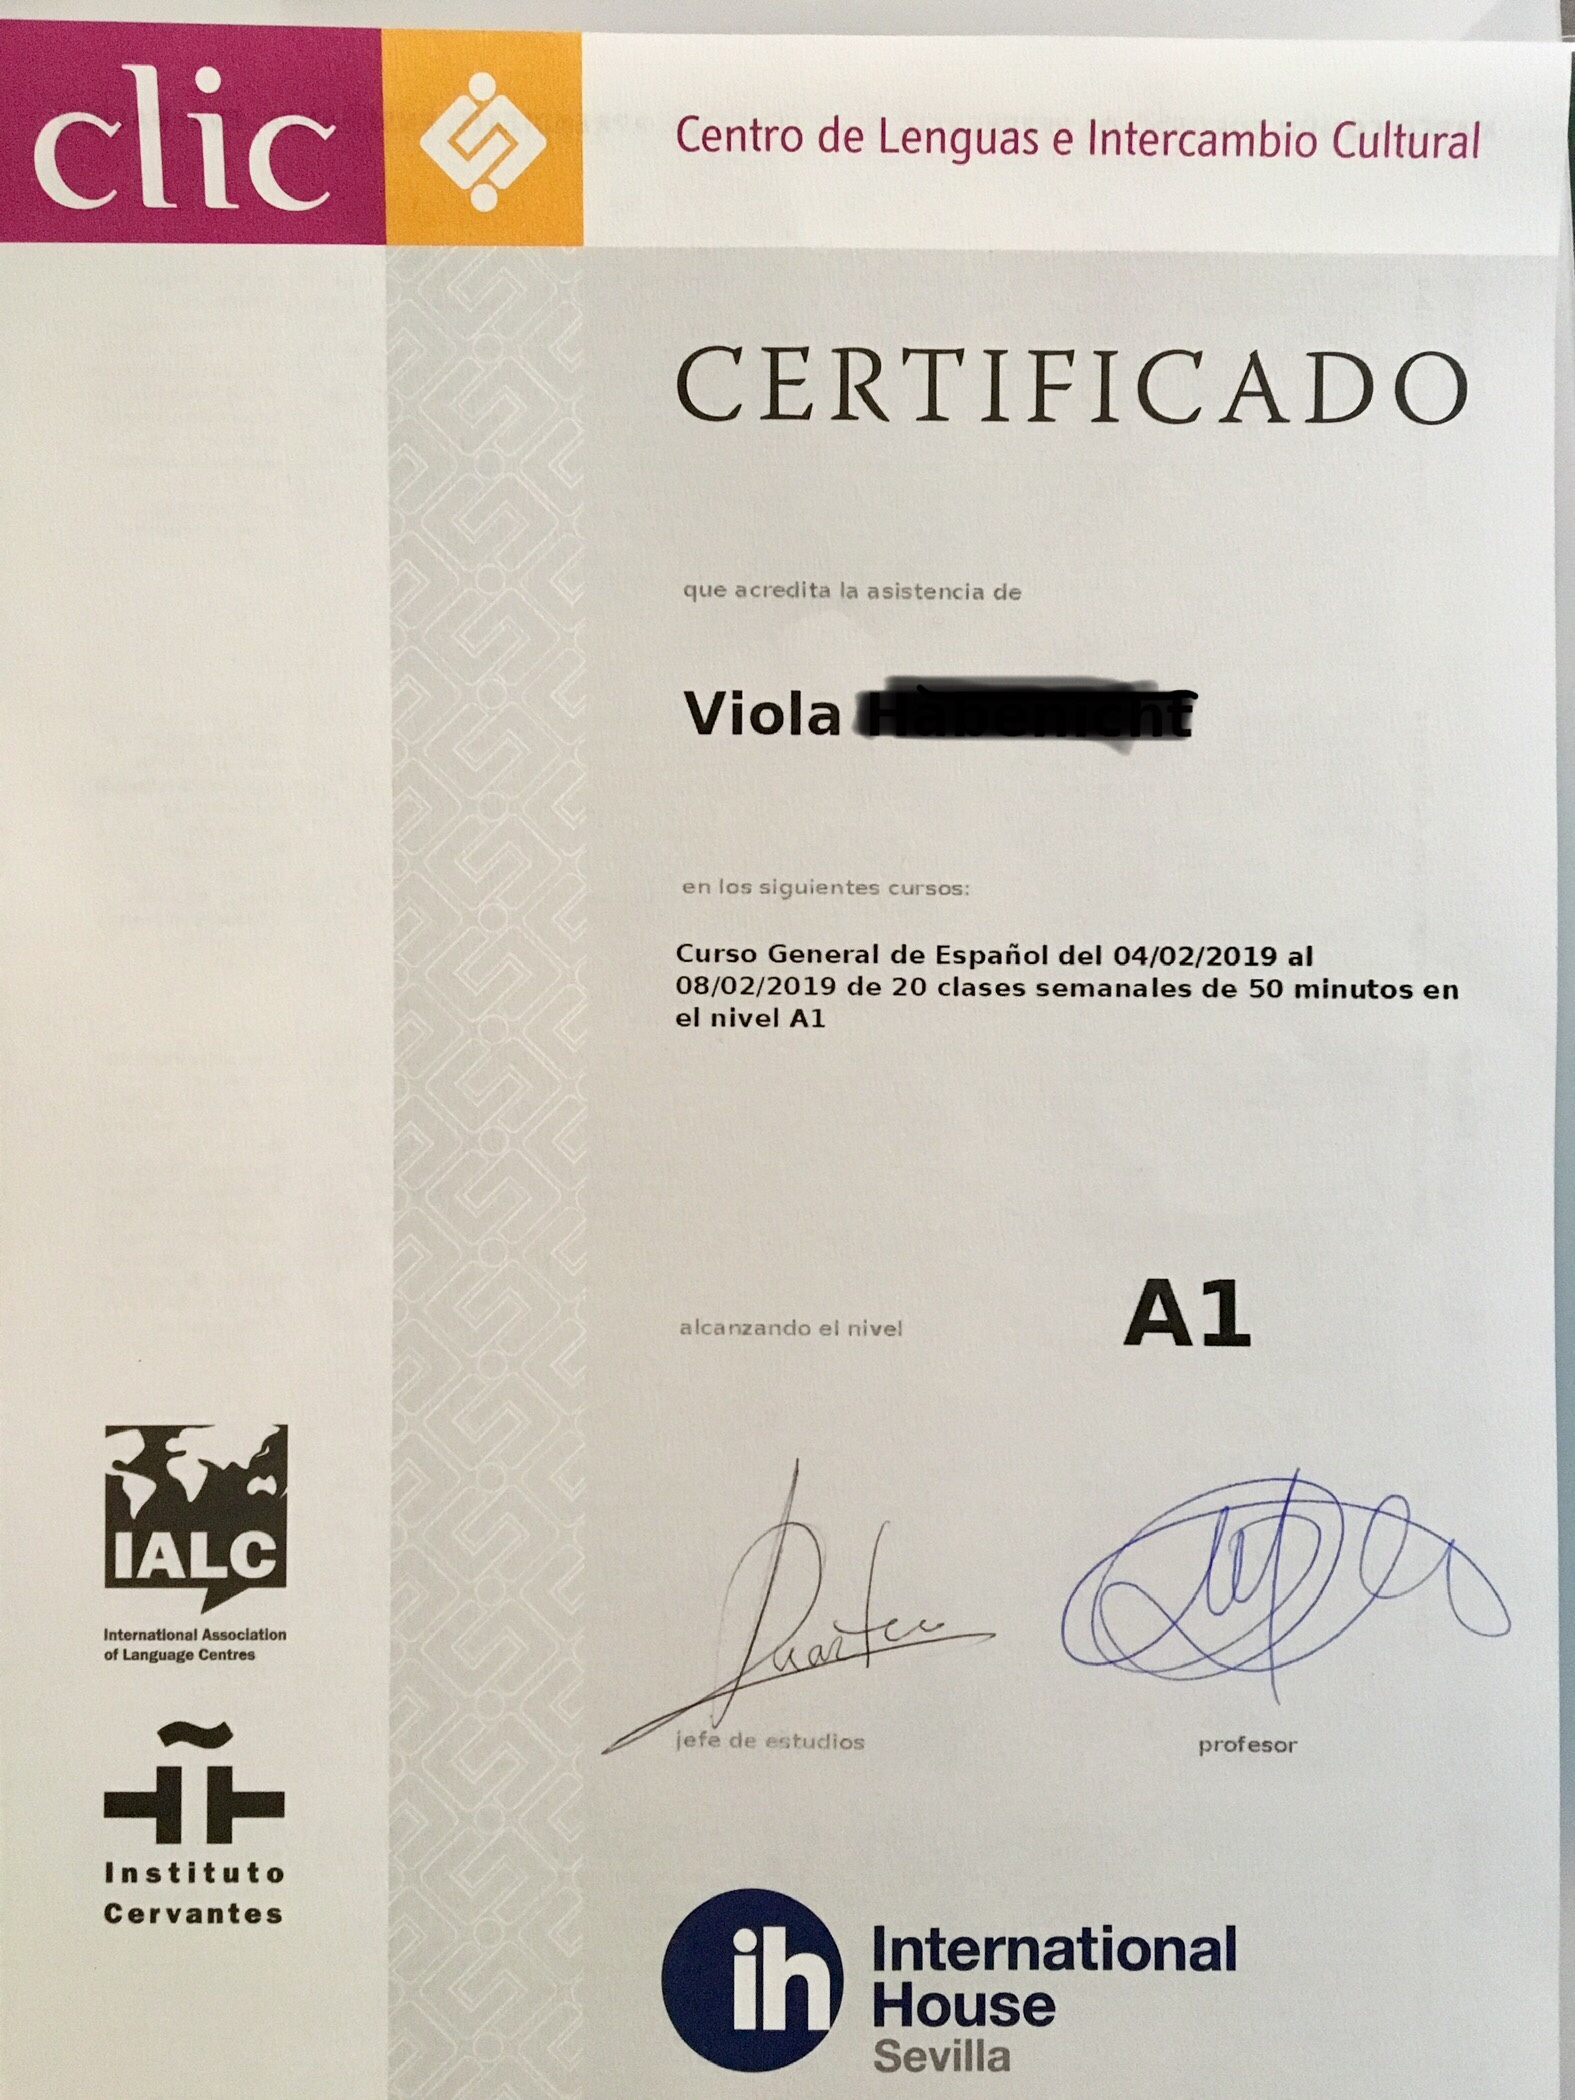 clic
Centro de Lenguas e Intercambio Cultural
CERTIFICADO
que acredita la asistencia de
Viola
en los siguientes cursos:
Curso General de Español del 04/02/2019 al
08/02/2019 de 20 clases semanales de 50 minutos en
el nivel A1
alcanzando el nivel
A1
jefe de estudios
profesor
IALC
International Association
of Language Centres
Instituto
Cervantes
ih
International
House
Sevilla